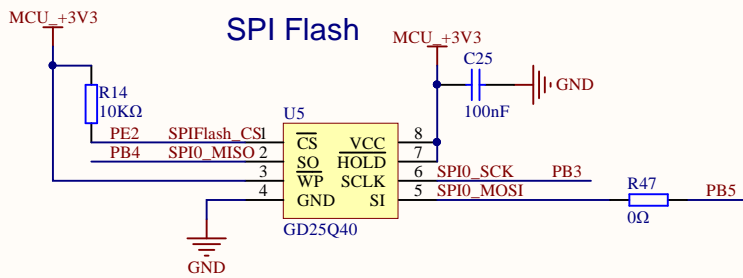 MCU_+3V3
SPI Flash
MCU_+3V3
C25
GND
100nF
R14
10KΩ
U5
PE2 SPIFlash_CS 1 CS VCC 8
PB4 SPI0_MISO 2 SO HOLD 7
3 WP SCLK 6 SPI0_SCK PB3
4 GND SI 5 SPI0_MOSI R47 PB5
0Ω
GD25Q40
GND